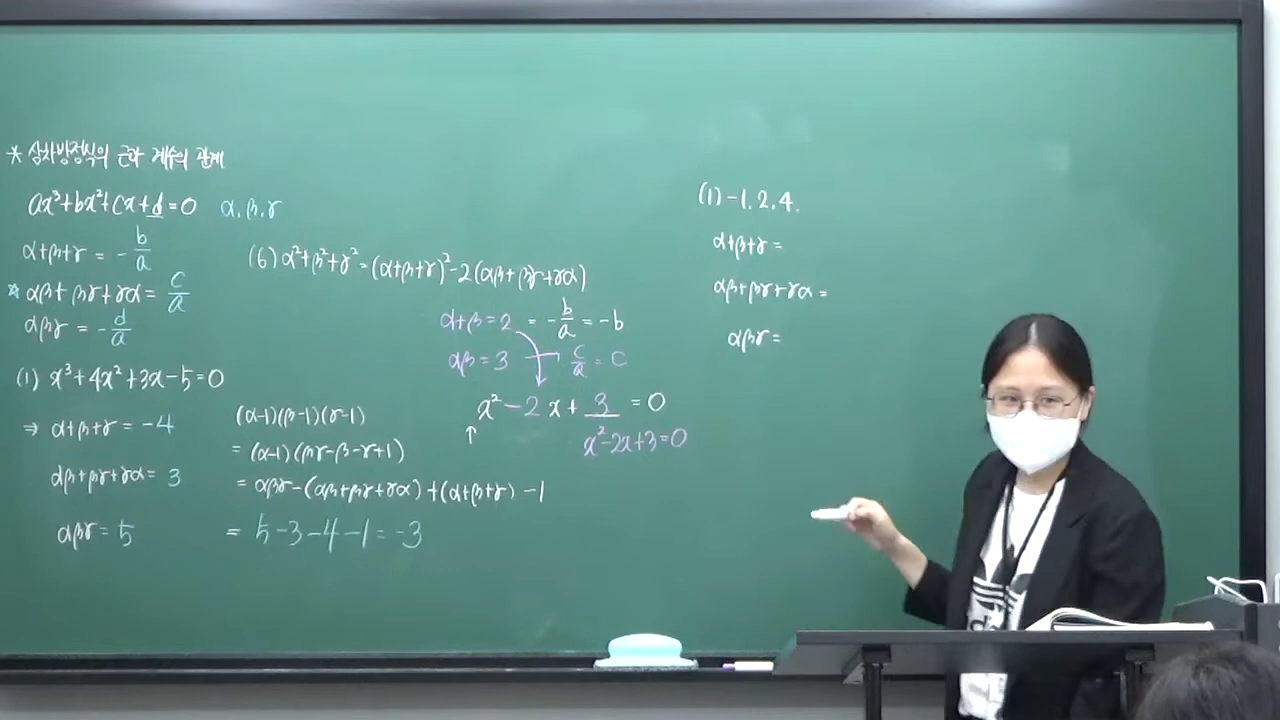 * 삼차방정식의 근과 계수의 관계
ax³+bx²+cx+d=0 α.β.γ
α+β+γ = -b/a
☆ αβ+βγ+γα = c/a
αβγ = -d/a
(1) x³+4x²+3x-5=0
⇒ α+β+γ = -4
αβ+βγ+γα = 3
αβγ = 5
(α-1)(β-1)(γ-1)
= (α-1)(βγ-β-γ+1)
= αβγ-(αβ+βγ+γα)+(α+β+γ)-1
= 5-3-4-1=-3
(6) α²+β²+γ²=(α+β+γ)²-2(αβ+βγ+γα)
α+β=2 = -b/a = -b
αβ=3 c/a = c
x²-2x+3=0
↑
x²-2x+3=0
(1) -1.2.4.
α+β+γ =
αβ+βγ+γα =
αβγ =